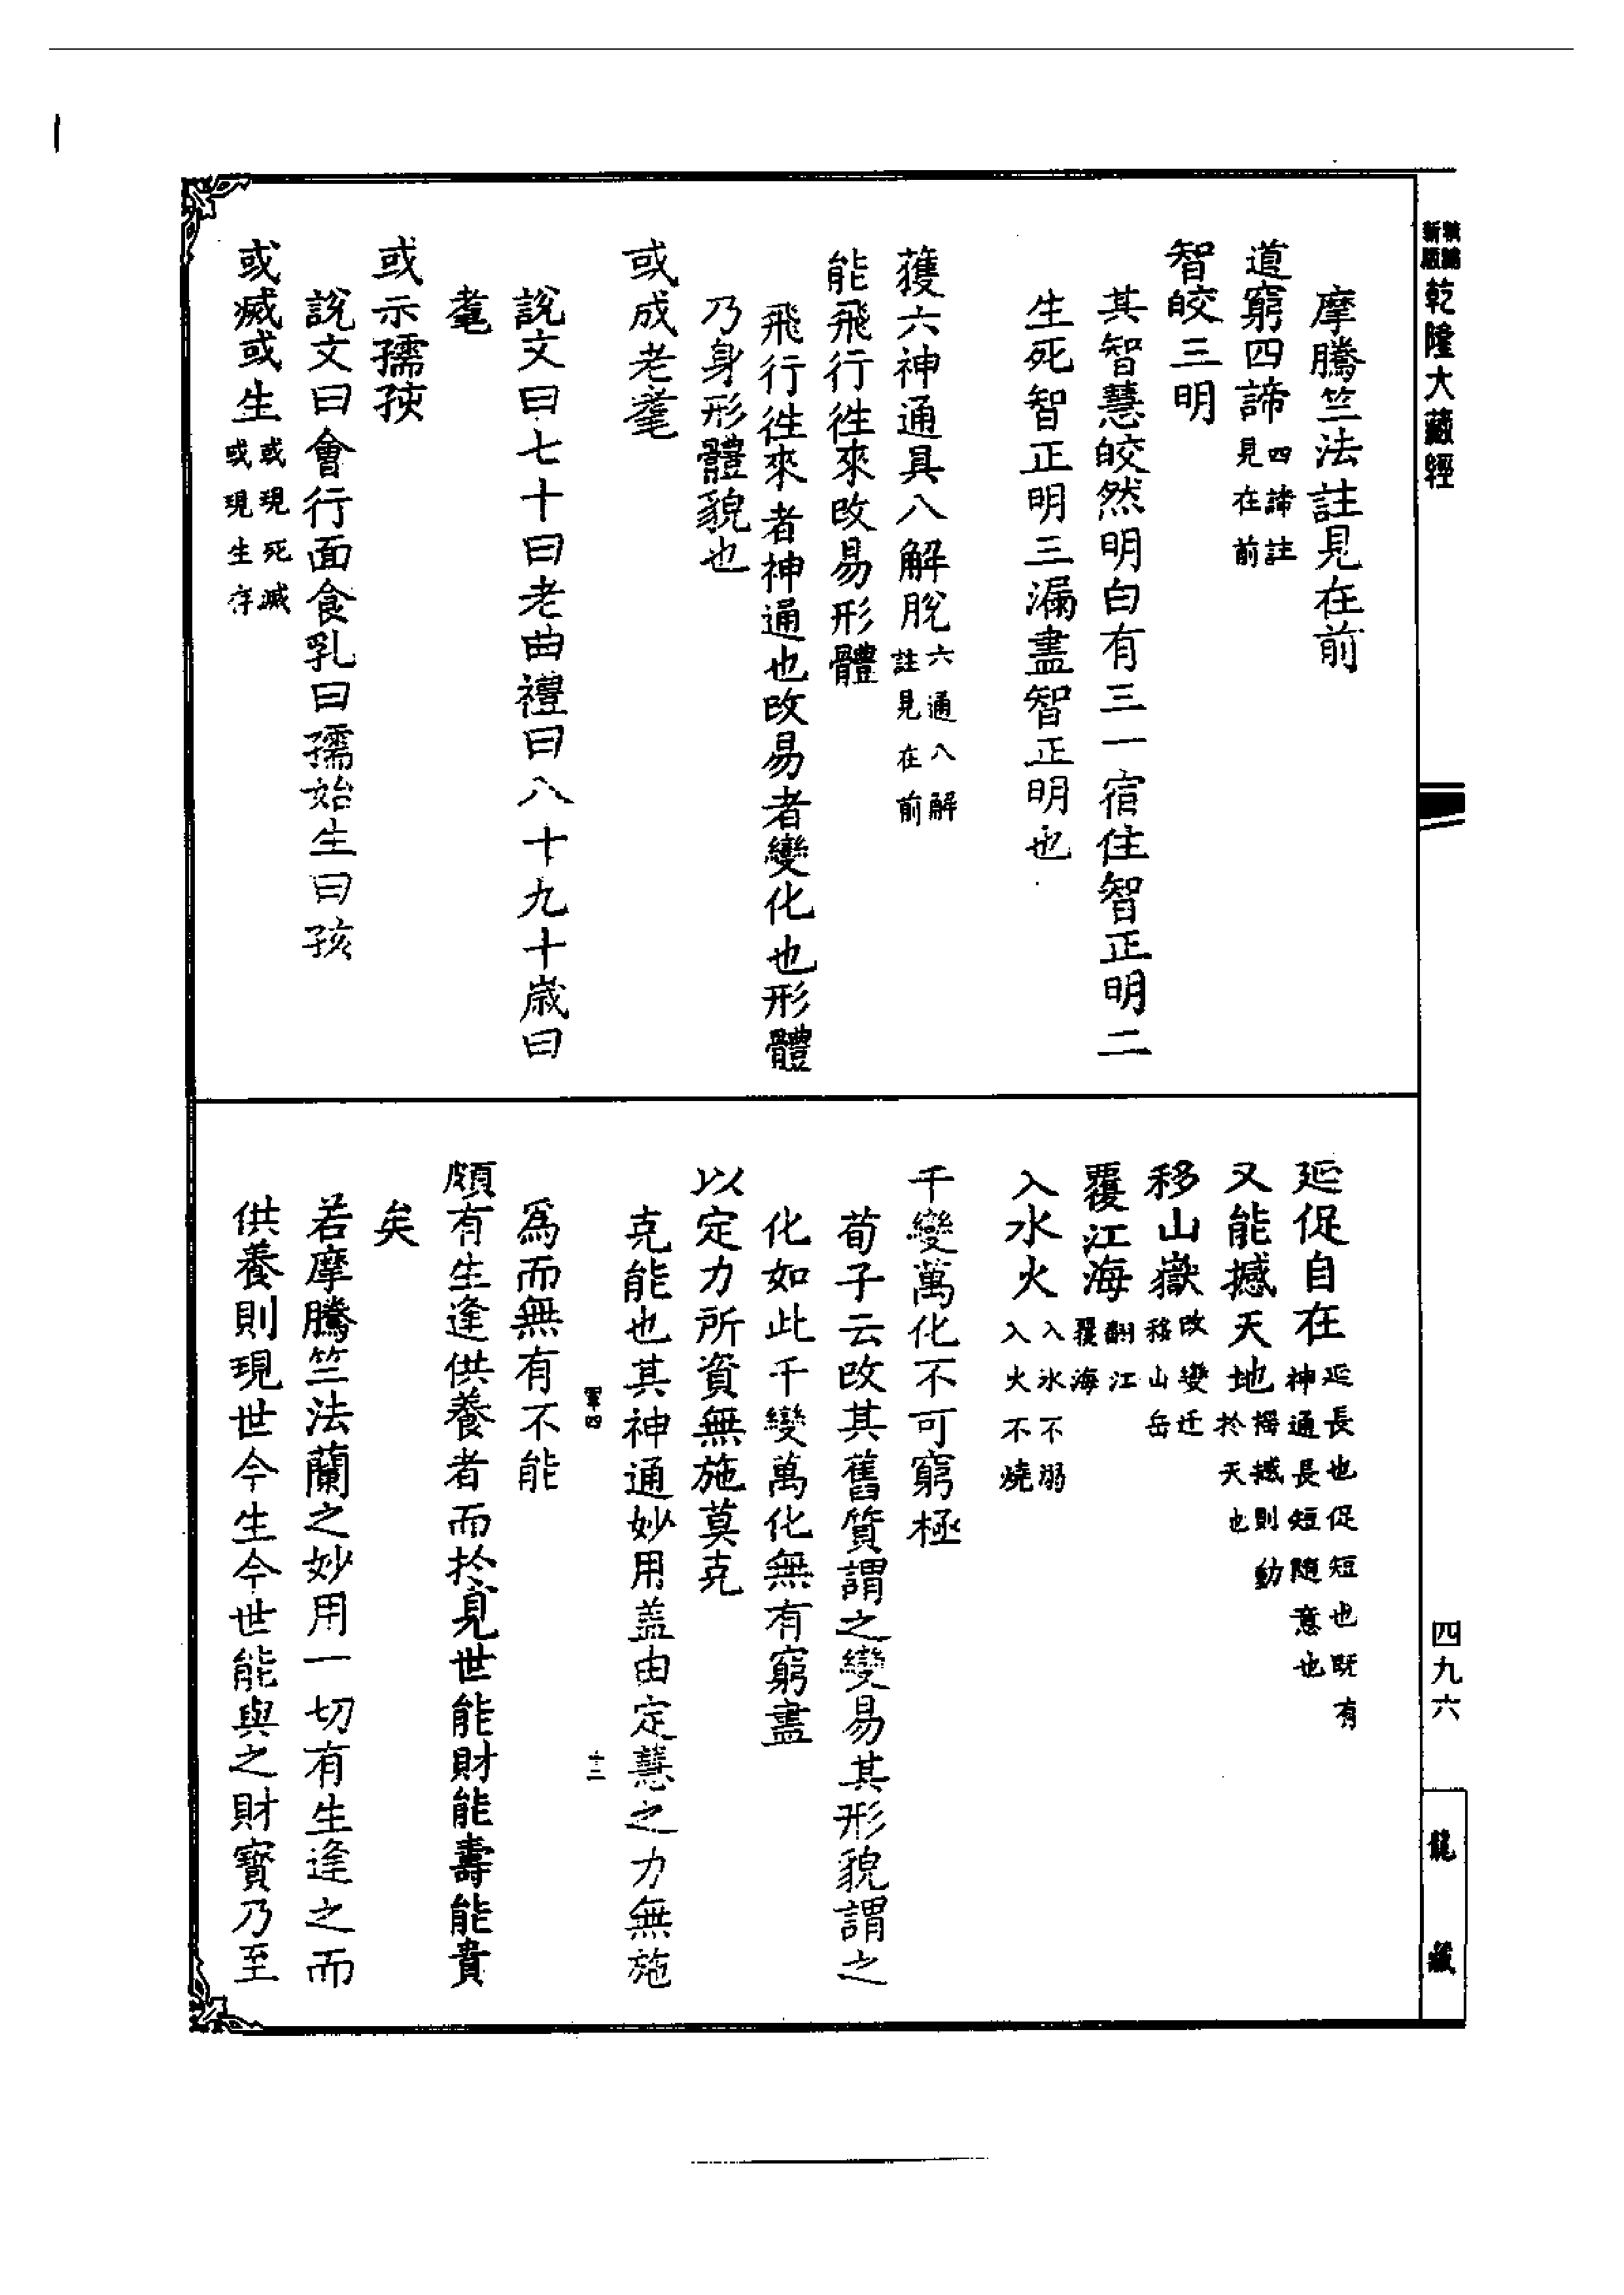 新編
縮版
乾隆大藏經
摩騰竺法註見在前
道窮四諦四諦註見在前
智皎三明
其智慧皎然明白有三一宿住智正明二
生死智正明三漏盡智正明也
獲六神通具八解脫六通八解註見在前
能飛行徃來改易形體
飛行徃來者神通也改易者變化也形體
乃身形體貌也
或成老耄
說文曰七十曰老曲禮曰八十九十歲曰
耄
或示孺孩
說文曰會行面食乳曰孺始生曰孩
或滅或生或現死滅或現生存
延促自在延長也促短也既有神通長短隨意也
又能撼天地搖撼則動於天也
移山嶽改變迁移山岳
覆江海翻江覆海
入水火入水不溺入火不燒
千變萬化不可窮極
荀子云改其舊質謂之變易其形貌謂之
化如此千變萬化無有窮盡
以定力所資無施莫克
克能也其神通妙用蓋由定慧之力無施
軍四
十二
為而無有不能
頗有生逢供養者而於見世能財能壽能貴
矣
若摩騰竺法蘭之妙用一切有生逢之而
供養則現世今生今世能與之財寶乃至
四九六
龍藏